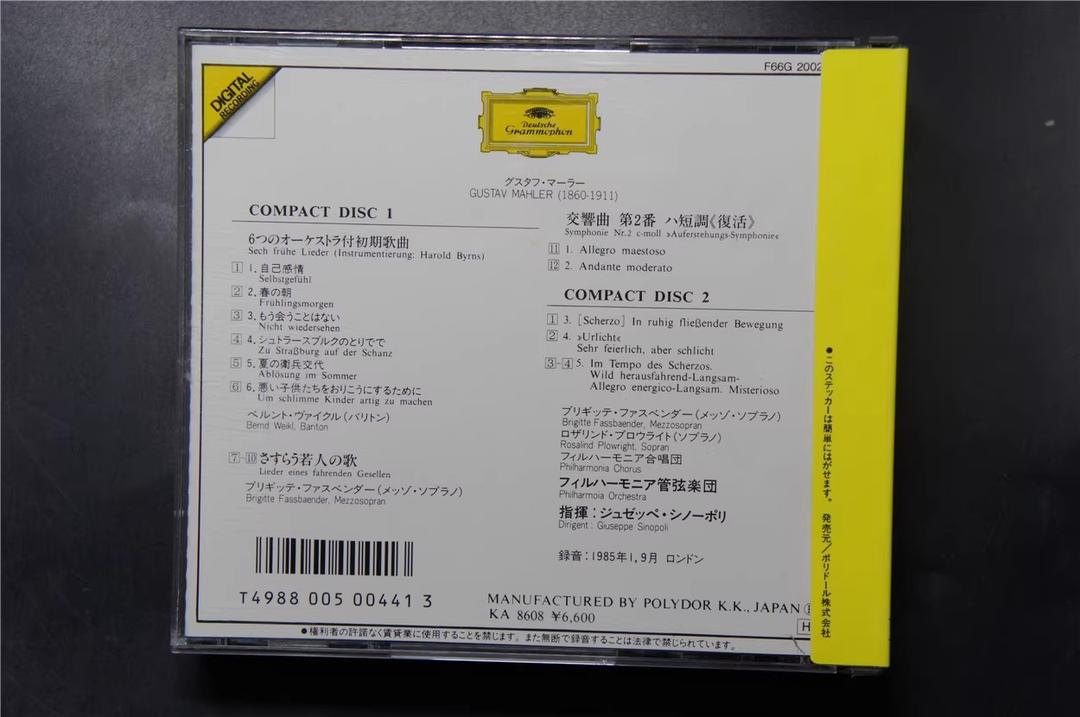 F66G 2002
DIGITAL
RECORDING
Deutsche
Grammophon
グスタフ・マーラー
GUSTAV MAHLER (1860-1911)
COMPACT DISC 1
6つのオーケストラ付初期歌曲
Sech frühe Lieder (Instrumentierung: Harold Byrns)
1 1. 自己感情
Selbstgefühl
2 2. 春の朝
Frühlingsmorgen
3 3. もう会うことはない
Nicht wiedersehen
4 4. シュトラースブルクのとりでで
Zu Straßburg auf der Schanz
5 5. 夏の衛兵交代
Ablösung im Sommer
6 6. 悪い子供たちをおりこうにするために
Um schlimme Kinder artig zu machen
ベルント・ヴァイクル(バリトン)
Bernd Weikl, Banton
7-10 さすらう若人の歌
Lieder eines fahrenden Gesellen
ブリギッテ・ファスベンダー(メッゾ・ソプラノ)
Brigitte Fassbaender, Mezzosopran
交響曲 第2番 ハ短調《復活》
Symphonie Nr.2 c-moll »Auferstehungs-Symphonie«
11 1. Allegro maestoso
12 2. Andante moderato
COMPACT DISC 2
1 3. [Scherzo] In ruhig fließender Bewegung
2 4. »Urlicht«
Sehr feierlich, aber schlicht
3-4 5. Im Tempo des Scherzos.
Wild herausfahrend-Langsam-
Allegro energico-Langsam. Misterioso
ブリギッテ・ファスベンダー(メッゾ・ソプラノ)
Brigitte Fassbaender, Mezzosopran
ロザリンド・プロウライト(ソプラノ)
Rosalind Plowright, Sopran
フィルハーモニア合唱団
Philharmonia Chorus
フィルハーモニア管弦楽団
Philharmoia Orchestra
指揮:ジュゼッペ・シノーポリ
Dirigent: Giuseppe Sinopoli
録音:1985年1,9月 ロンドン
T4988 005 00441 3
MANUFACTURED BY POLYDOR K.K., JAPAN
KA 8608 ¥6,600
●権利者の許諾なく賃貸業に使用することを禁じます。また無断で録音することは法律で禁じられています。
●このステッカーは簡単にはがせます。 発売元/ポリドール株式会社